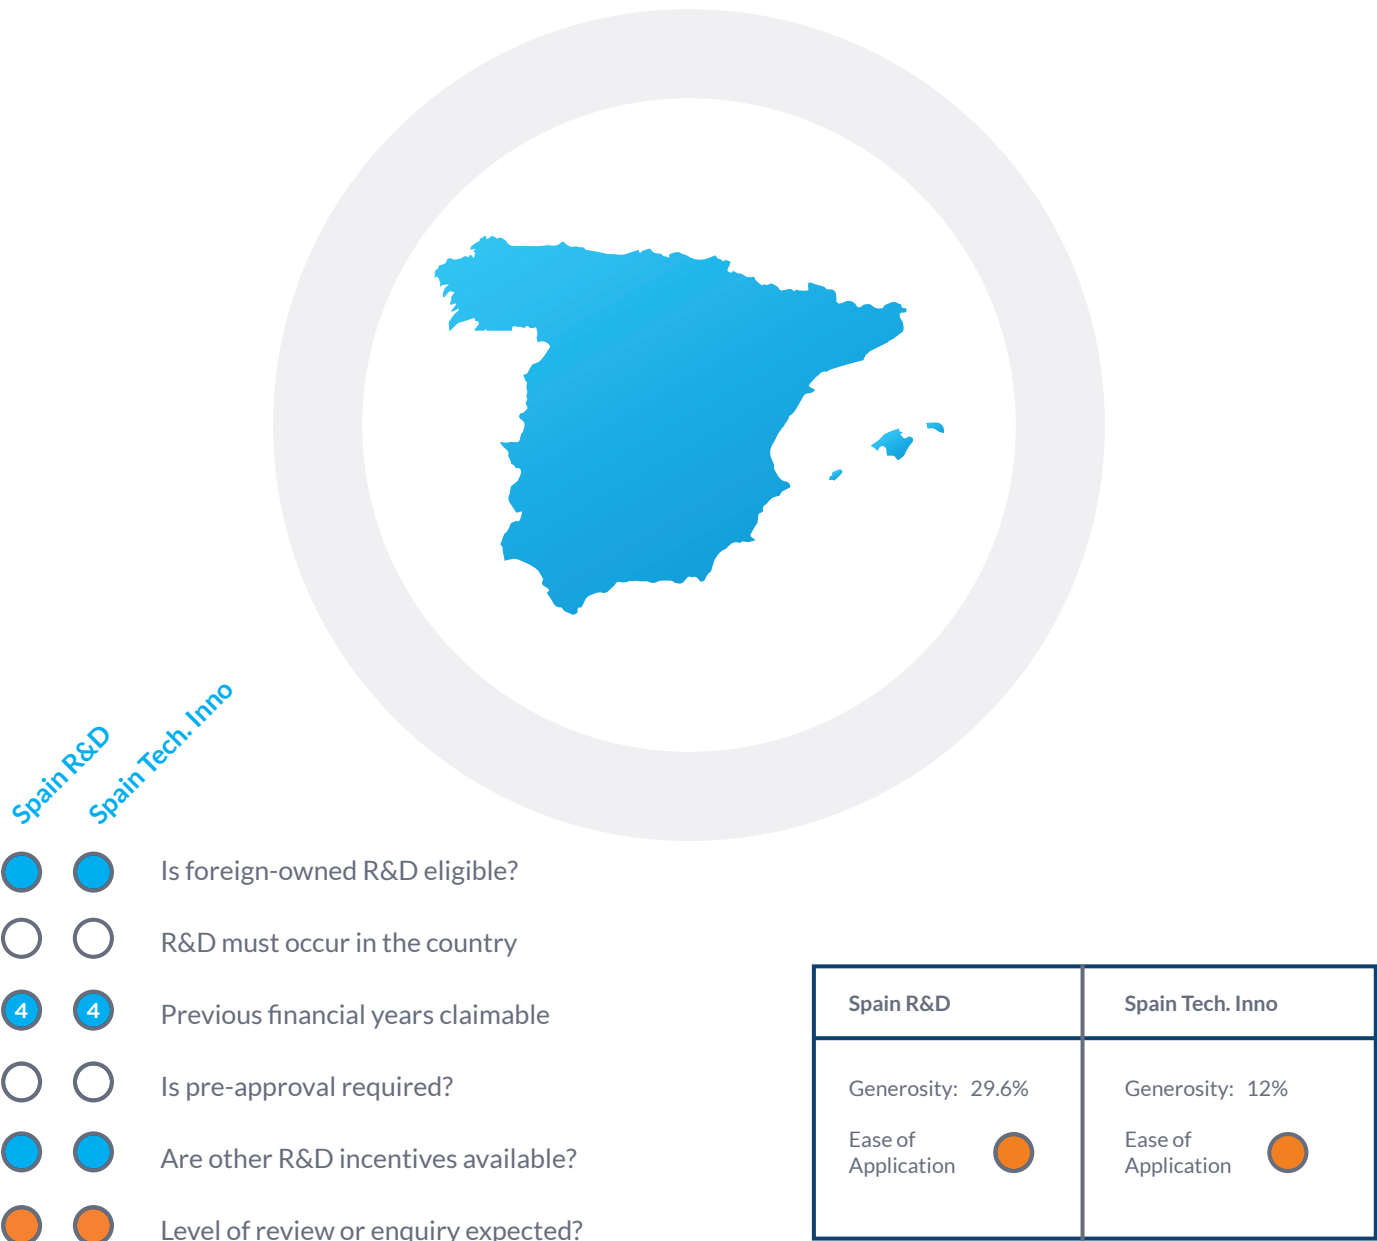 Spain R&D
Spain Tech. Inno
Is foreign-owned R&D eligible?
R&D must occur in the country
4 4 Previous financial years claimable
Is pre-approval required?
Are other R&D incentives available?
Level of review or enquiry expected?
Spain R&D Spain Tech. Inno
Generosity: 29.6% Generosity: 12%
Ease of Ease of
Application Application